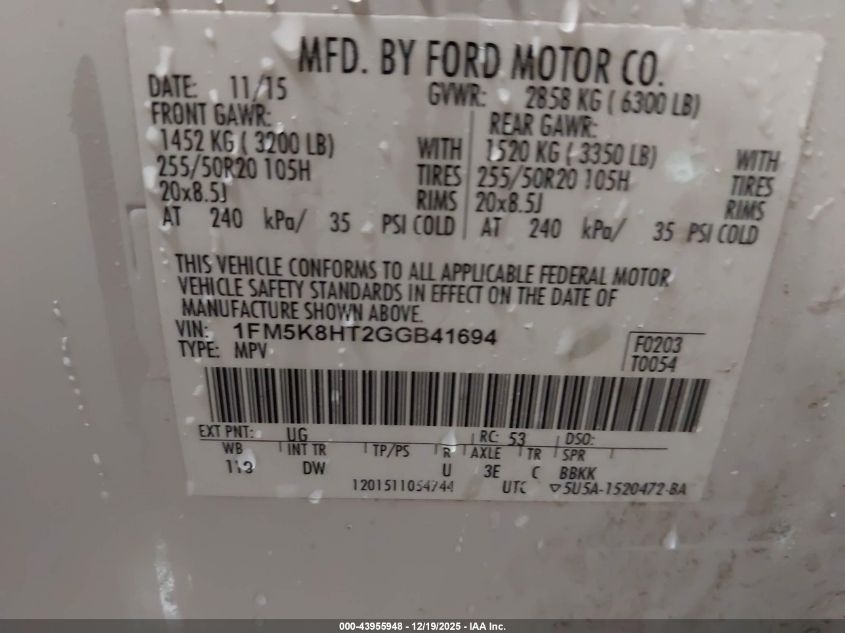 MFD. BY FORD MOTOR CO.
DATE: 11/15 GVWR: 2858 KG ( 6300 LB)
FRONT GAWR: REAR GAWR:
1452 KG ( 3200 LB) WITH 1520 KG ( 3350 LB) WITH
255/50R20 105H TIRES 255/50R20 105H TIRES
20x8.5J RIMS 20x8.5J RIMS
AT 240 kPa/ 35 PSI COLD AT 240 kPa/ 35 PSI COLD
THIS VEHICLE CONFORMS TO ALL APPLICABLE FEDERAL MOTOR
VEHICLE SAFETY STANDARDS IN EFFECT ON THE DATE OF
MANUFACTURE SHOWN ABOVE.
VIN: 1FM5K8HT2GGB41694
TYPE: MPV
F0203
T0054
EXT PNT: UG RC: 53 DSO:
WB INT TR TP/PS R AXLE TR SPR
113 DW U 3E C BBKK
1201511054744 UTC ▽5U5A-1520472-BA
000-43955948 - 12/19/2025 - IAA Inc.